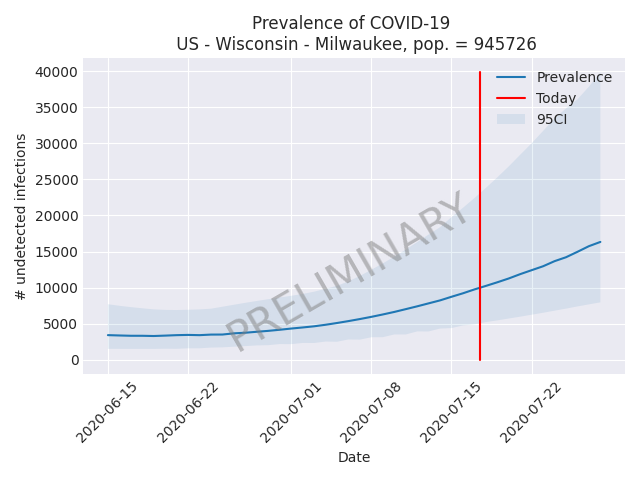 Prevalence of COVID-19
US - Wisconsin - Milwaukee, pop. = 945726
40000
35000
30000
25000
20000
15000
10000
5000
0
# undetected infections
Prevalence
Today
95CI
PRELIMINARY
2020-06-15
2020-06-22
2020-07-01
2020-07-08
2020-07-15
2020-07-22
Date